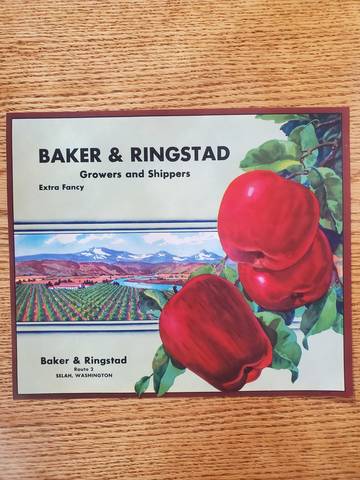 BAKER & RINGSTAD
Growers and Shippers
Extra Fancy
Baker & Ringstad
Route 2
SELAH, WASHINGTON